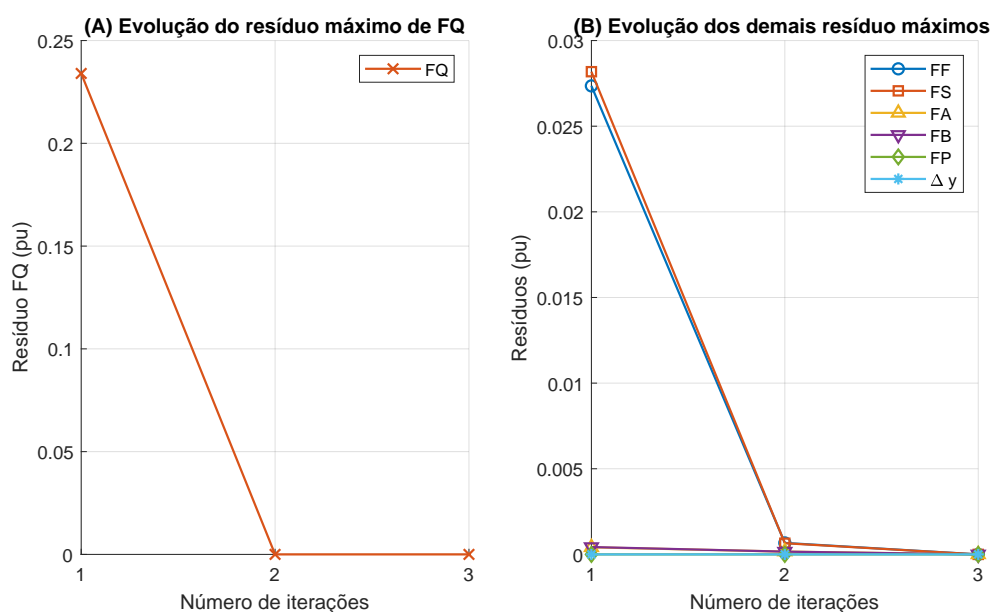 (A) Evolução do resíduo máximo de FQ
0.25
0.2
0.15
0.1
0.05
0
Resíduo FQ (pu)
FQ
1
2
3
Número de iterações
(B) Evolução dos demais resíduo máximos
0.03
0.025
0.02
0.015
0.01
0.005
0
Resíduos (pu)
FF
FS
FA
FB
FP
Δ y
1
2
3
Número de iterações